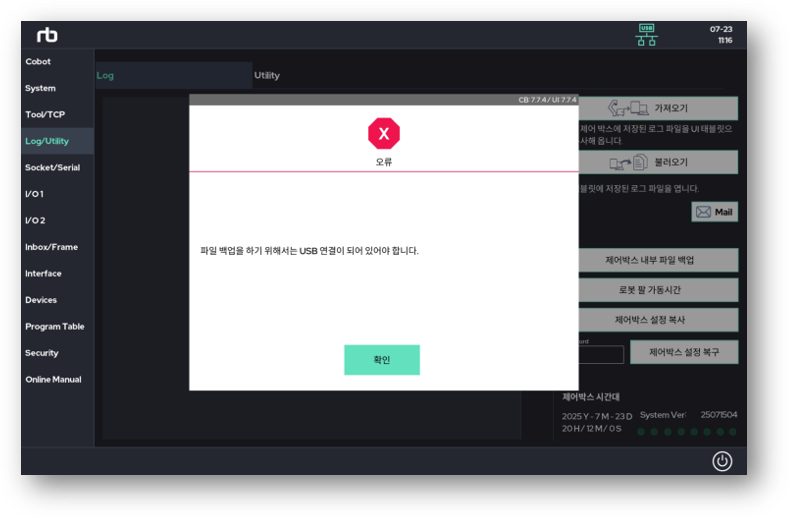 rb
USB
07-23
11:16
Cobot
System
Tool/TCP
Log/Utility
Socket/Serial
I/O 1
I/O 2
Inbox/Frame
Interface
Devices
Program Table
Security
Online Manual
Log
Utility
CB 7.7.4 / UI 7.7.4
X
오류
파일 백업을 하기 위해서는 USB 연결이 되어 있어야 합니다.
확인
가져오기
제어 박스에 저장된 로그 파일을 UI 태블릿으
사해 옵니다.
불러오기
블릿에 저장된 로그 파일을 엽니다.
Mail
제어박스 내부 파일 백업
로봇 팔 가동시간
제어박스 설정 복사
제어박스 설정 복구
제어박스 시간대
2025 Y - 7 M - 23 D
20 H / 12 M / 0 S
System Ver:
25071504